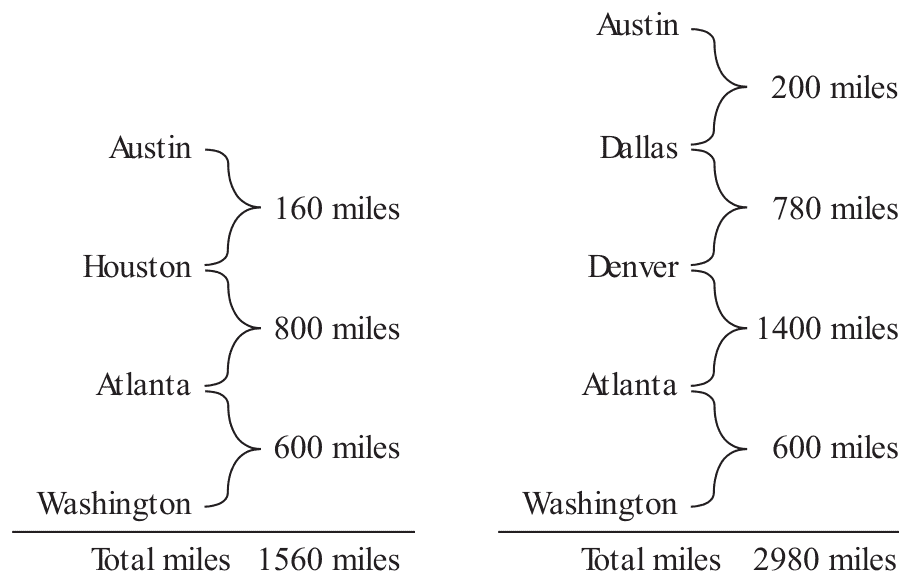 Austin
160 miles
Houston
800 miles
Atlanta
600 miles
Washington
Total miles 1560 miles
Austin
200 miles
Dallas
780 miles
Denver
1400 miles
Atlanta
600 miles
Washington
Total miles 2980 miles